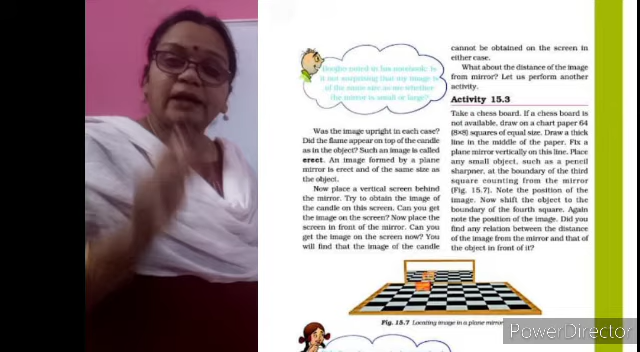 Boojho noted in his notebook: Is
it not surprising that my image is
of the same size as me whether
the mirror is small or large?
Was the image upright in each case?
Did the flame appear on top of the candle
as in the object? Such an image is called
erect. An image formed by a plane
mirror is erect and of the same size as
the object.
Now place a vertical screen behind
the mirror. Try to obtain the image of
the candle on this screen. Can you get
the image on the screen? Now place the
screen in front of the mirror. Can you
get the image on the screen now? You
will find that the image of the candle
cannot be obtained on the screen in
either case.
What about the distance of the image
from mirror? Let us perform another
activity.
Activity 15.3
Take a chess board. If a chess board is
not available, draw on a chart paper 64
(8×8) squares of equal size. Draw a thick
line in the middle of the paper. Fix a
plane mirror vertically on this line. Place
any small object, such as a pencil
sharpner, at the boundary of the third
square counting from the mirror
(Fig. 15.7). Note the position of the
image. Now shift the object to the
boundary of the fourth square. Again
note the position of the image. Did you
find any relation between the distance
of the image from the mirror and that of
the object in front of it?
Fig. 15.7 Locating image in a plane mirror
PowerDirector